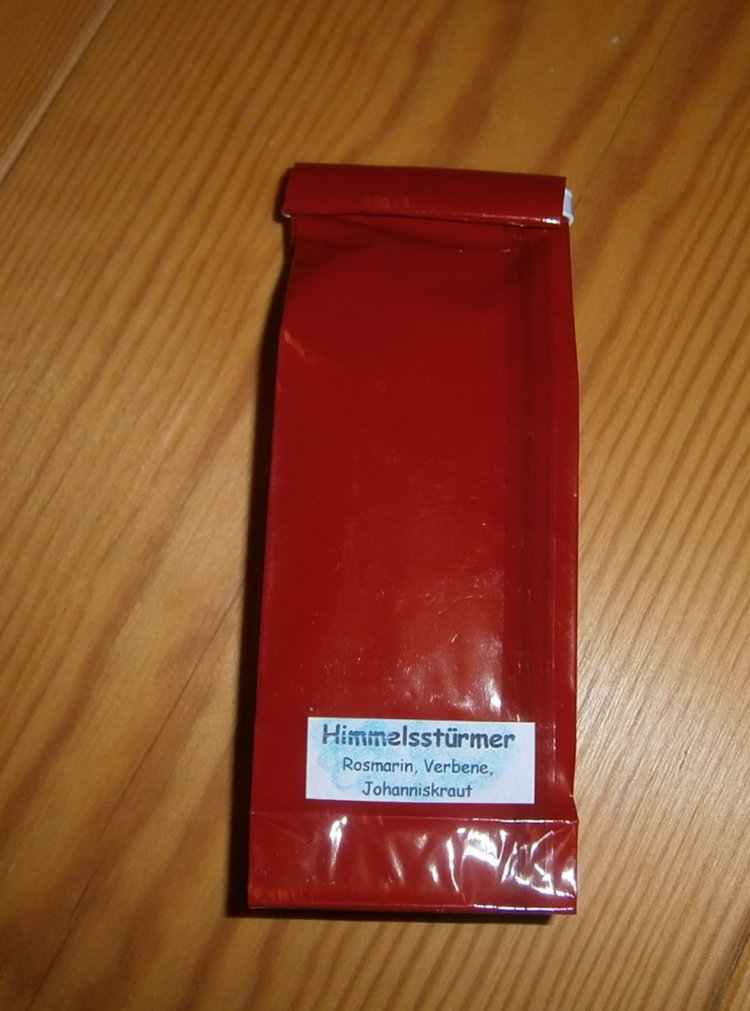 Himmelsstürmer
Rosmarin, Verbene,
Johanniskraut